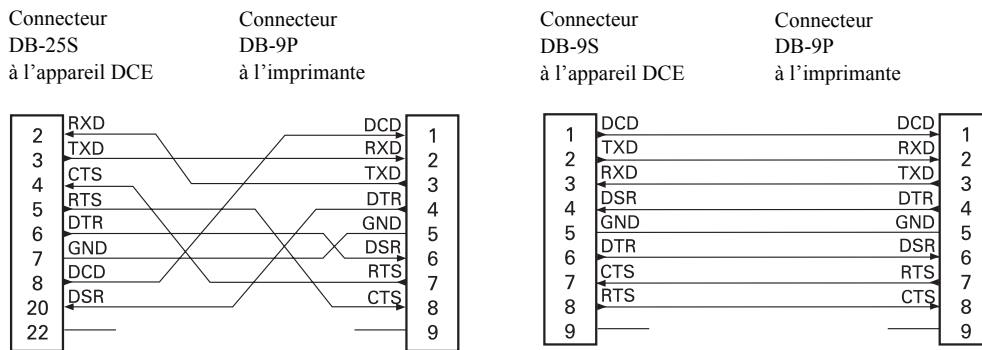 Connecteur
DB-25S
à l'appareil DCE
Connecteur
DB-9P
à l'imprimante
2 RXD DCD 1
3 TXD RXD 2
4 CTS TXD 3
5 RTS DTR 4
6 DTR GND 5
7 GND DSR 6
8 DCD RTS 7
20 DSR CTS 8
22 9
Connecteur
DB-9S
à l'appareil DCE
Connecteur
DB-9P
à l'imprimante
1 DCD DCD 1
2 TXD RXD 2
3 RXD TXD 3
4 DSR DTR 4
5 GND GND 5
6 DTR DSR 6
7 CTS RTS 7
8 RTS CTS 8
9 9